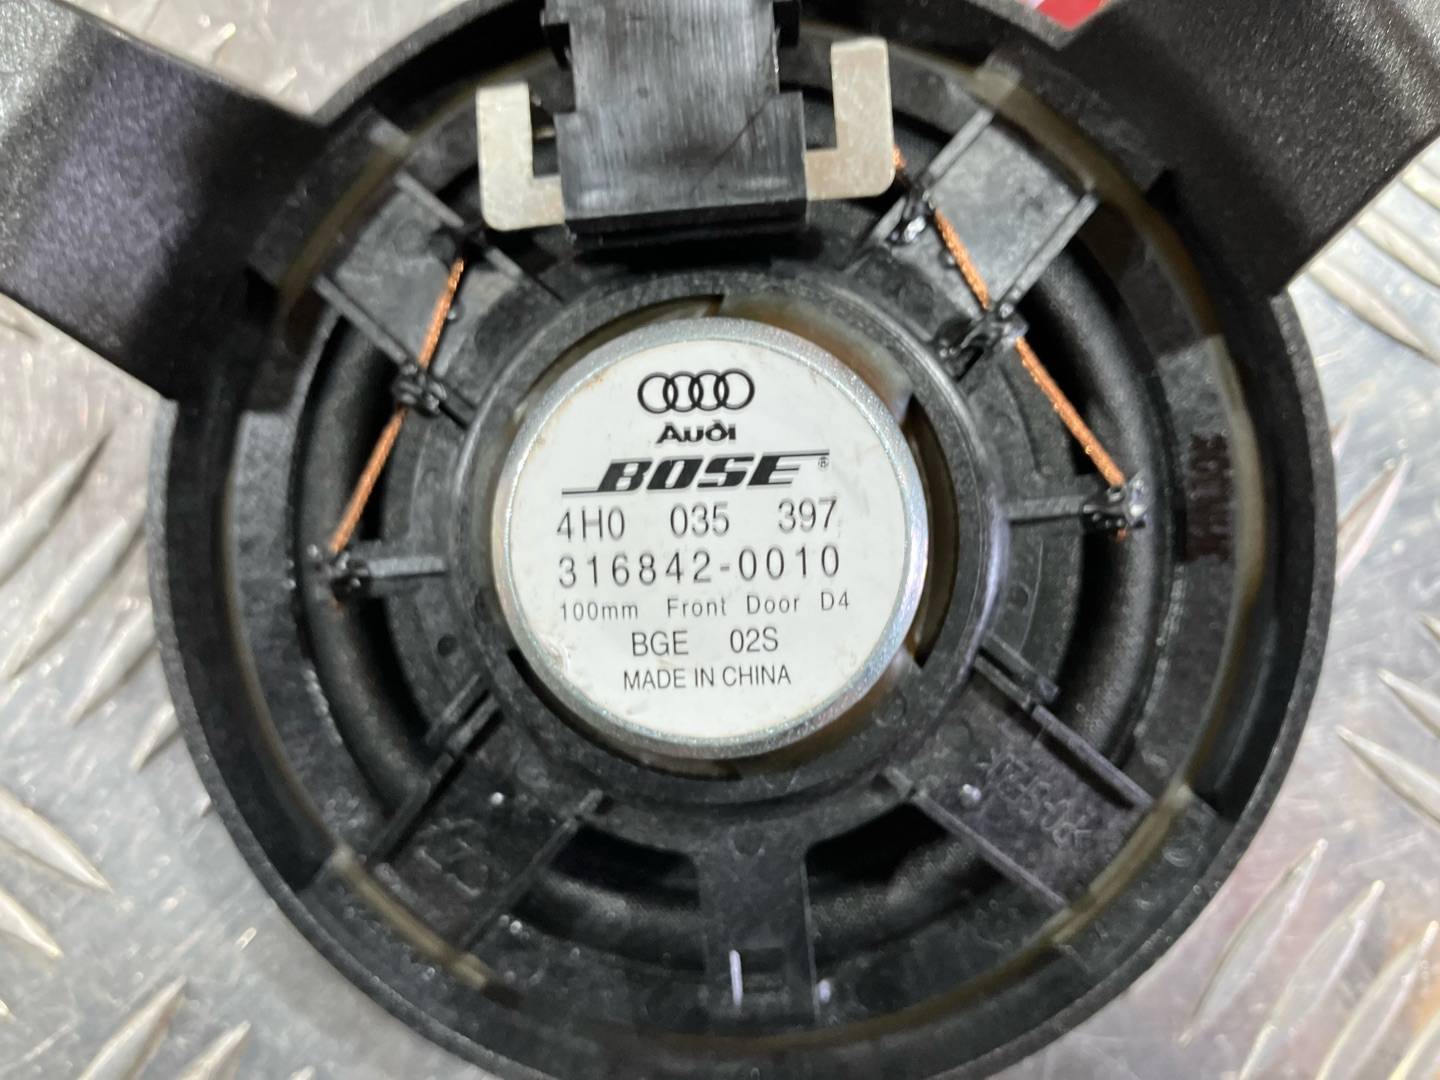 Audi
BOSE®
4H0 035 397
316842-0010
100mm Front Door D4
BGE 02S
MADE IN CHINA